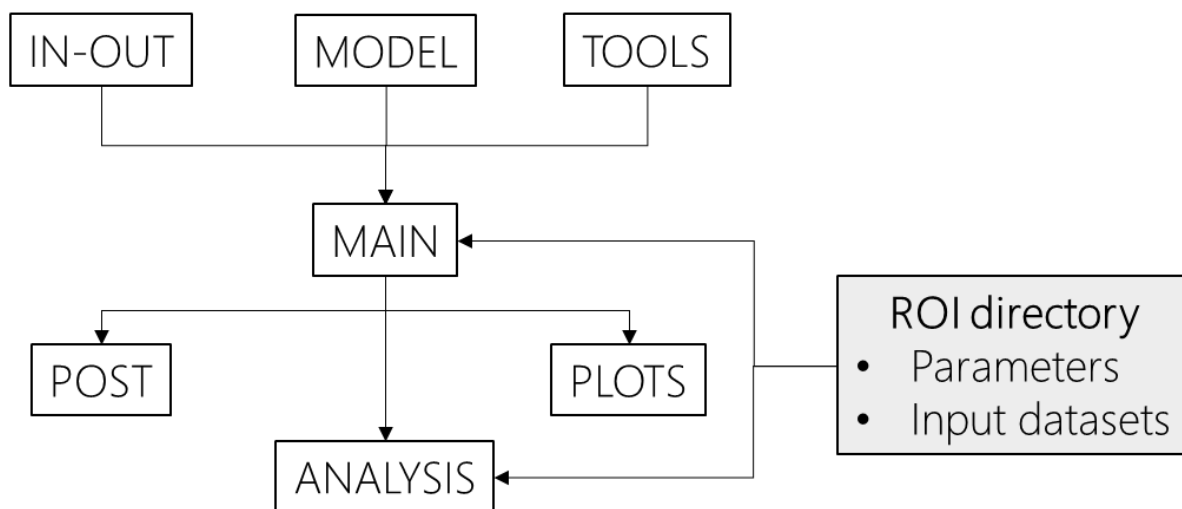 IN-OUT
MODEL
TOOLS
MAIN
ROI directory
• Parameters
• Input datasets
POST
PLOTS
ANALYSIS